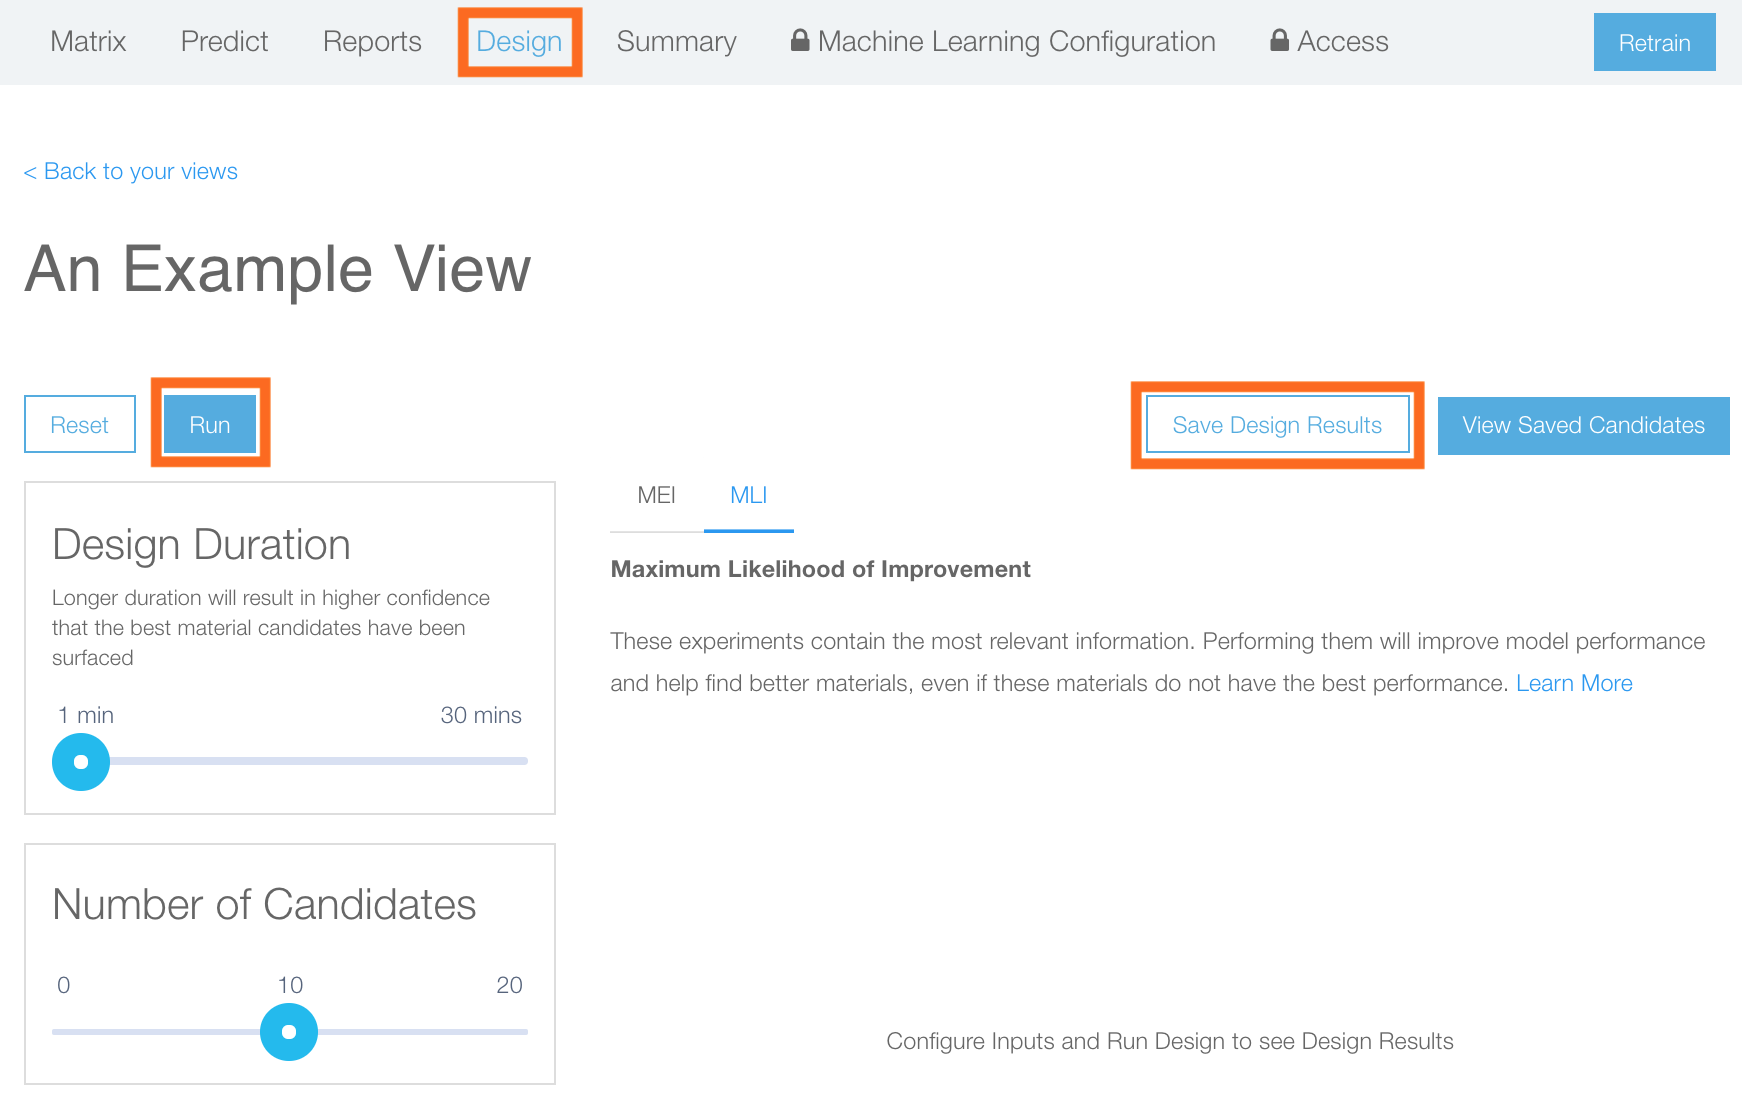 Matrix Predict Reports Design Summary Machine Learning Configuration Access Retrain
< Back to your views
An Example View
Reset Run Save Design Results View Saved Candidates
Design Duration
Longer duration will result in higher confidence
that the best material candidates have been
surfaced
1 min 30 mins
Number of Candidates
0 10 20
MEI MLI
Maximum Likelihood of Improvement
These experiments contain the most relevant information. Performing them will improve model performance
and help find better materials, even if these materials do not have the best performance. Learn More
Configure Inputs and Run Design to see Design Results